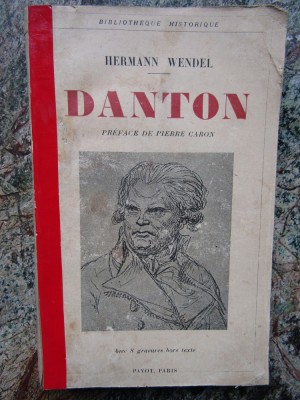 BIBLIOTHÈQUE HISTORIQUE
HERMANN WENDEL
DANTON
PRÉFACE DE PIERRE CARON
Avec 8 gravures hors texte
PAYOT, PARIS